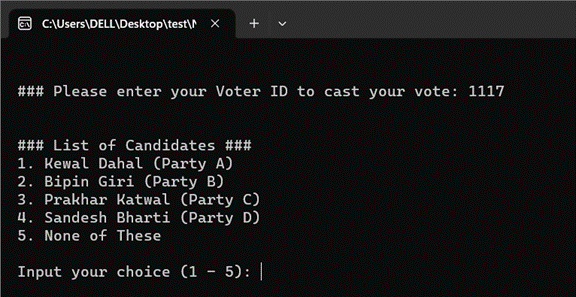 C:\Users\DELL\Desktop\test\N
### Please enter your Voter ID to cast your vote: 1117
### List of Candidates ###
1. Kewal Dahal (Party A)
2. Bipin Giri (Party B)
3. Prakhar Katwal (Party C)
4. Sandesh Bharti (Party D)
5. None of These
Input your choice (1 - 5):